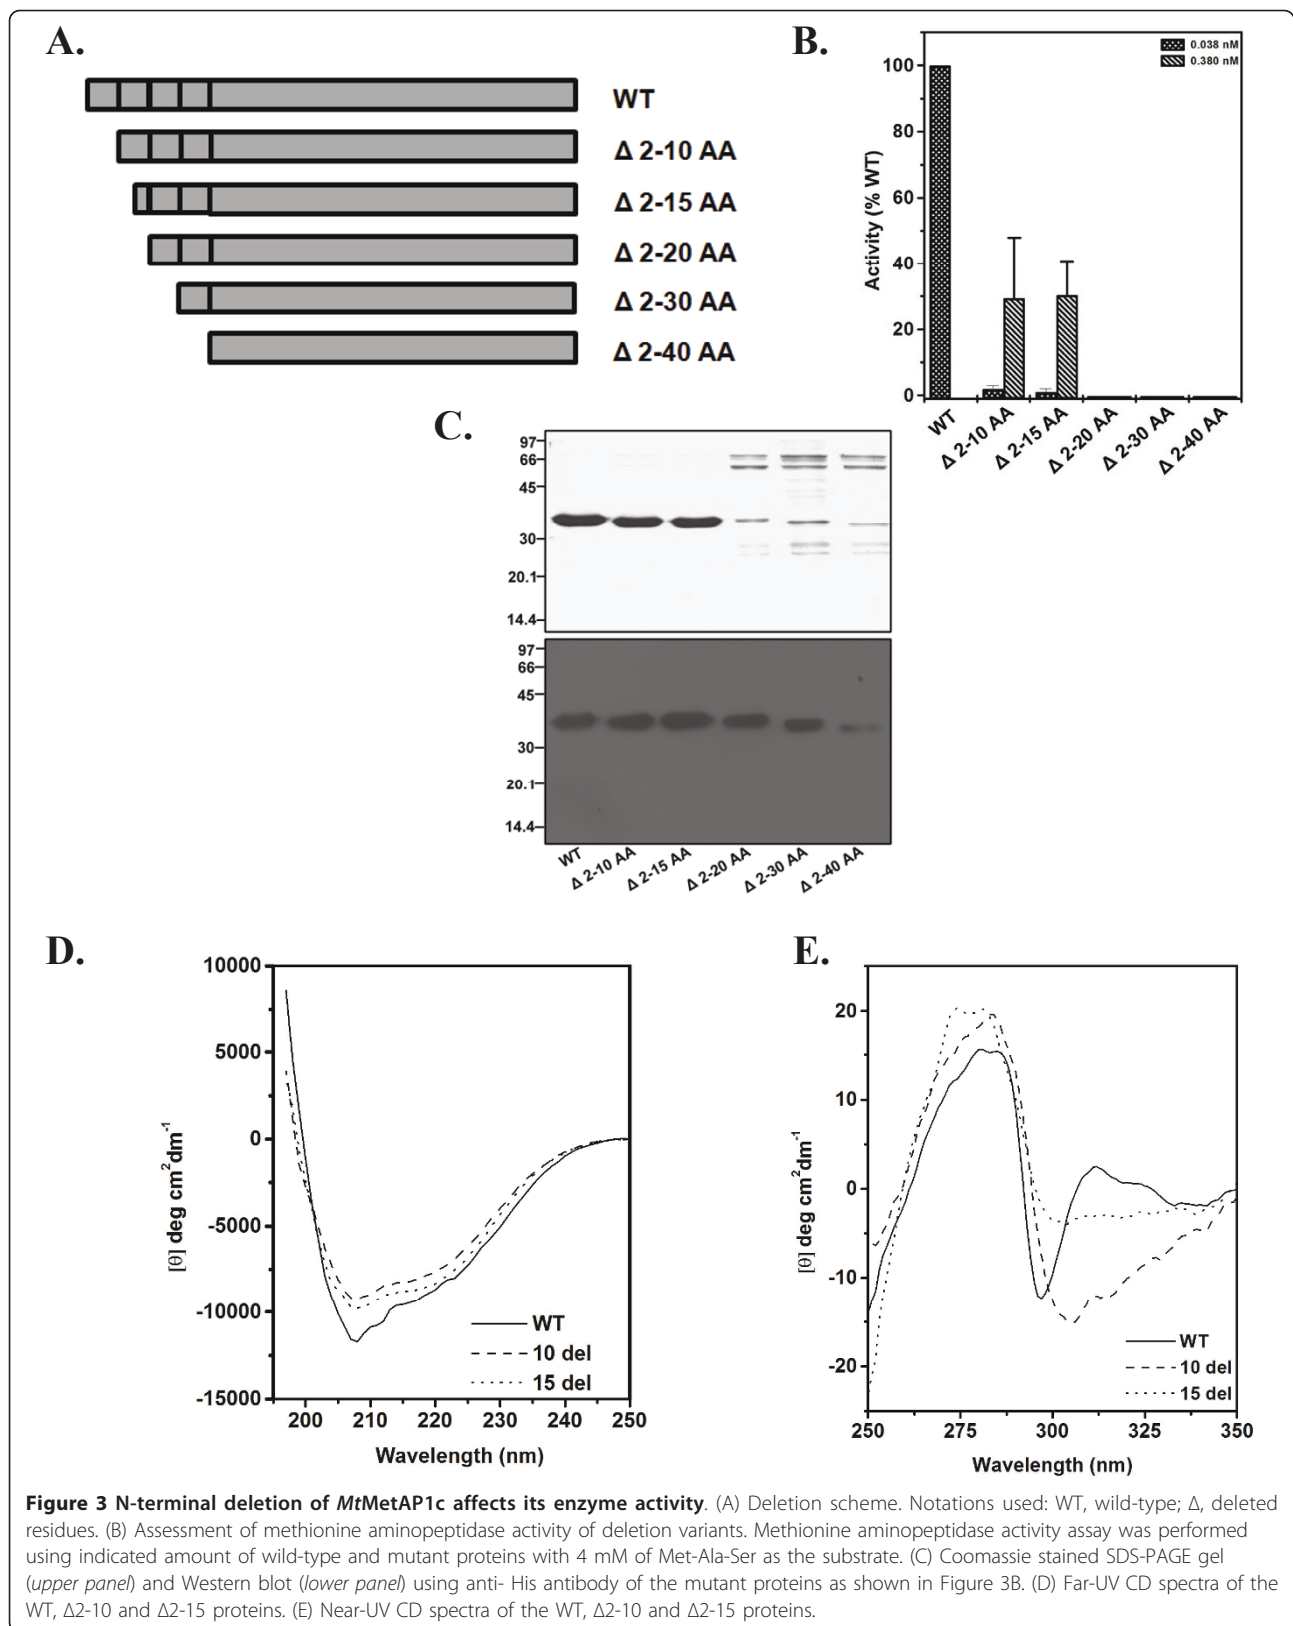 A.
WT
Δ 2-10 AA
Δ 2-15 AA
Δ 2-20 AA
Δ 2-30 AA
Δ 2-40 AA
B.
0.038 nM
0.380 nM
Activity (% WT)
100
80
60
40
20
0
WT
Δ 2-10 AA
Δ 2-15 AA
Δ 2-20 AA
Δ 2-30 AA
Δ 2-40 AA
C.
97
66
45
30
20.1
14.4
97
66
45
30
20.1
14.4
WT
Δ 2-10 AA
Δ 2-15 AA
Δ 2-20 AA
Δ 2-30 AA
Δ 2-40 AA
D.
[θ] deg cm²dm⁻¹
10000
5000
0
-5000
-10000
-15000
200 210 220 230 240 250
Wavelength (nm)
WT
10 del
15 del
E.
[θ] deg cm²dm⁻¹
20
10
0
-10
-20
250 275 300 325 350
Wavelength (nm)
WT
10 del
15 del
Figure 3 N-terminal deletion of MtMetAP1c affects its enzyme activity. (A) Deletion scheme. Notations used: WT, wild-type; Δ, deleted
residues. (B) Assessment of methionine aminopeptidase activity of deletion variants. Methionine aminopeptidase activity assay was performed
using indicated amount of wild-type and mutant proteins with 4 mM of Met-Ala-Ser as the substrate. (C) Coomassie stained SDS-PAGE gel
(upper panel) and Western blot (lower panel) using anti- His antibody of the mutant proteins as shown in Figure 3B. (D) Far-UV CD spectra of the
WT, Δ2-10 and Δ2-15 proteins. (E) Near-UV CD spectra of the WT, Δ2-10 and Δ2-15 proteins.